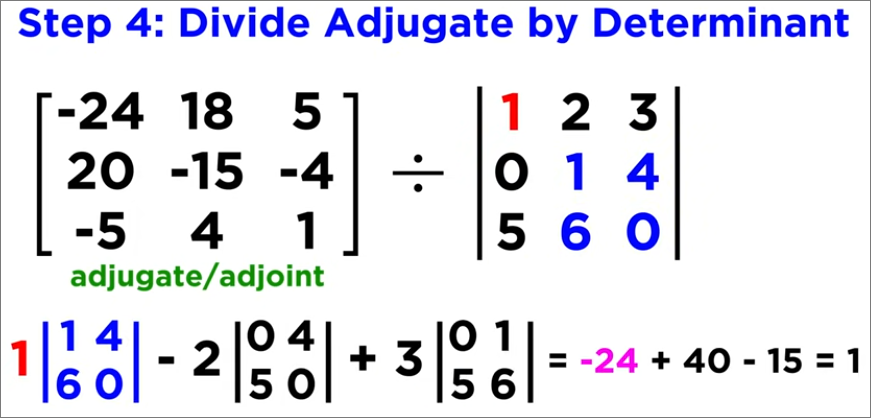 Step 4: Divide Adjugate by Determinant
[-24 18 5] ÷ |1 2 3|
[20 -15 -4] |0 1 4|
[-5 4 1] |5 6 0|
adjugate/adjoint
1 |1 4| - 2 |0 4| + 3 |0 1| = -24 + 40 - 15 = 1
|6 0| |5 0| |5 6|